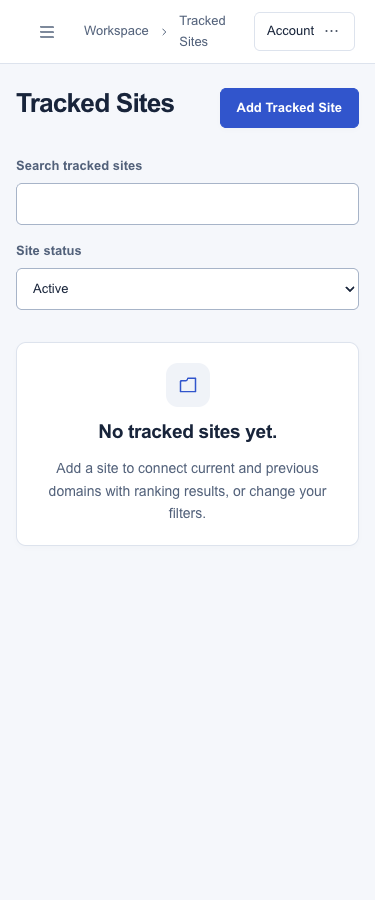 Workspace
Tracked
Sites
Account ...
Tracked Sites
Add Tracked Site
Search tracked sites
Site status
Active
No tracked sites yet.
Add a site to connect current and previous
domains with ranking results, or change your
filters.